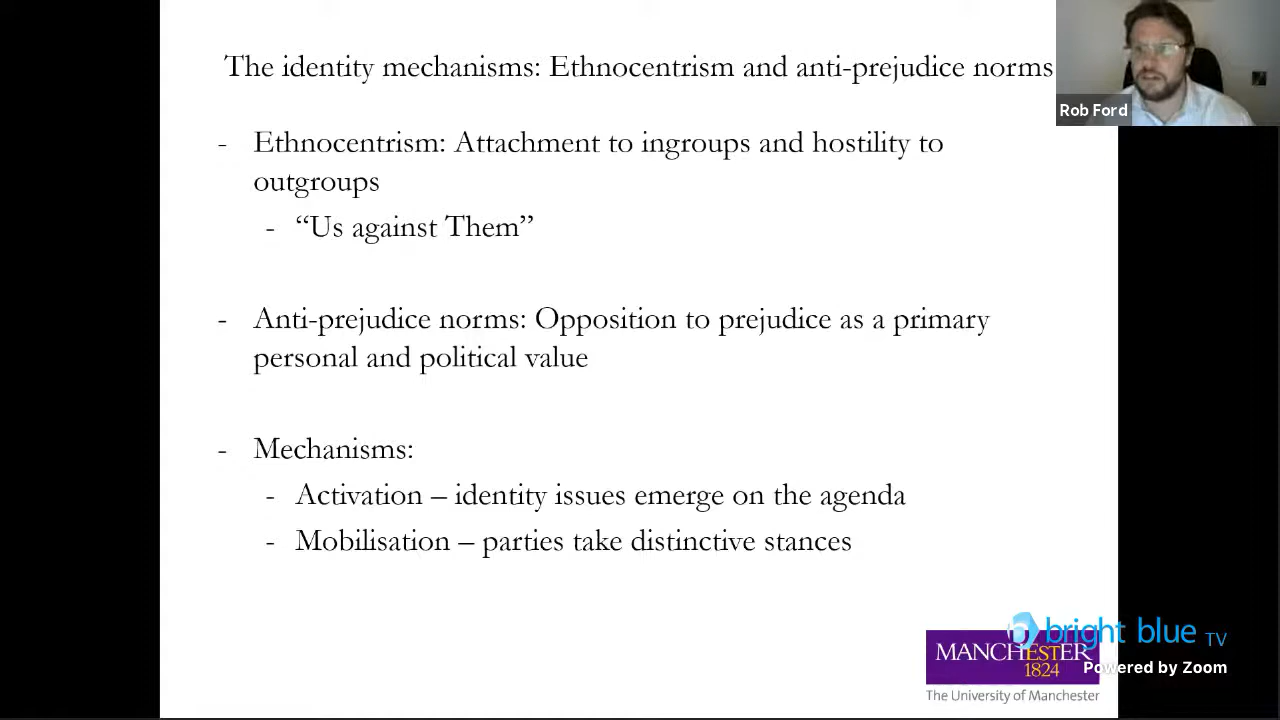 The identity mechanisms: Ethnocentrism and anti-prejudice norms
Rob Ford
- Ethnocentrism: Attachment to ingroups and hostility to
outgroups
- “Us against Them”
- Anti-prejudice norms: Opposition to prejudice as a primary
personal and political value
- Mechanisms:
- Activation – identity issues emerge on the agenda
- Mobilisation – parties take distinctive stances
bright blue TV
MANCHESTER
1824
Powered by Zoom
The University of Manchester